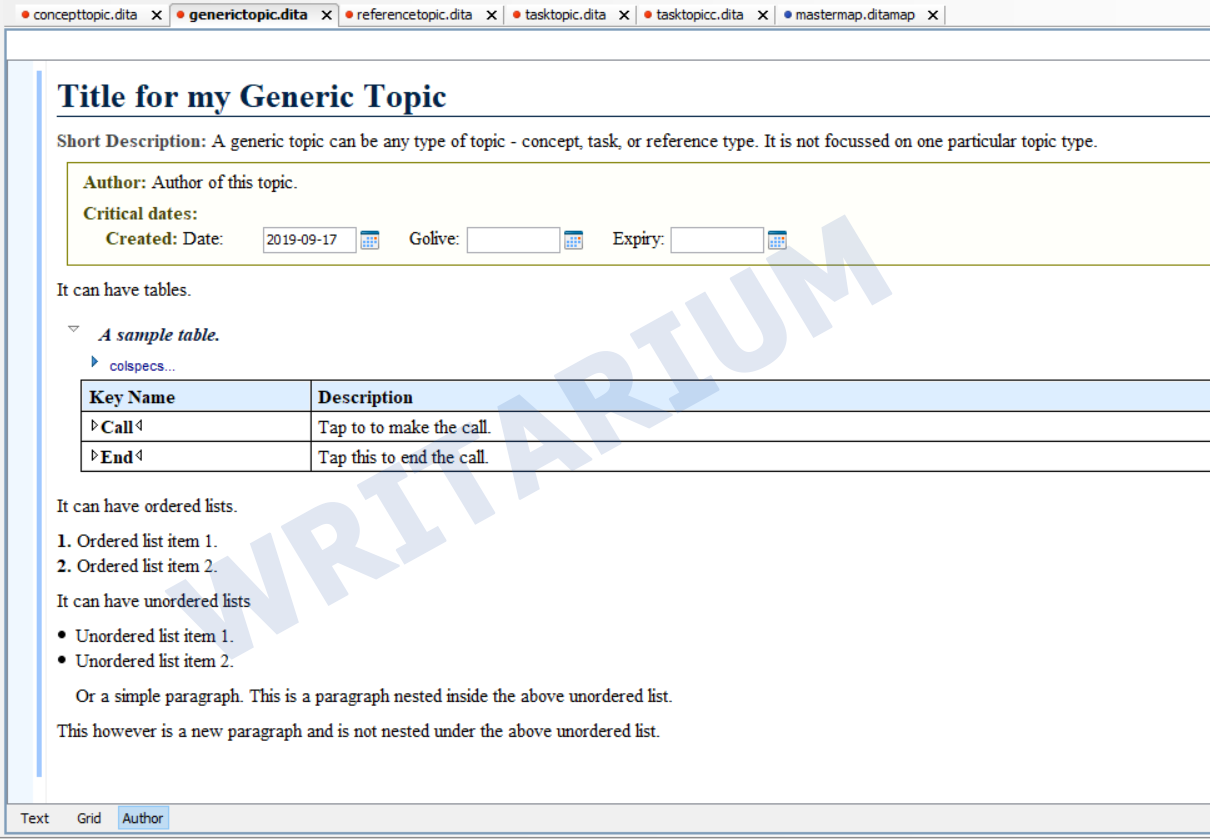 concepttopic.dita generictopic.dita referencetopic.dita tasktopic.dita tasktopicc.dita mastermap.ditamap
Title for my Generic Topic
Short Description: A generic topic can be any type of topic - concept, task, or reference type. It is not focussed on one particular topic type.
Author: Author of this topic.
Critical dates:
Created: Date: 2019-09-17 Golive: Expiry:
It can have tables.
A sample table.
colspecs...
Key Name Description
Call Tap to to make the call.
End Tap this to end the call.
It can have ordered lists.
1. Ordered list item 1.
2. Ordered list item 2.
It can have unordered lists
• Unordered list item 1.
• Unordered list item 2.
Or a simple paragraph. This is a paragraph nested inside the above unordered list.
This however is a new paragraph and is not nested under the above unordered list.
WRITARIUM
Text Grid Author